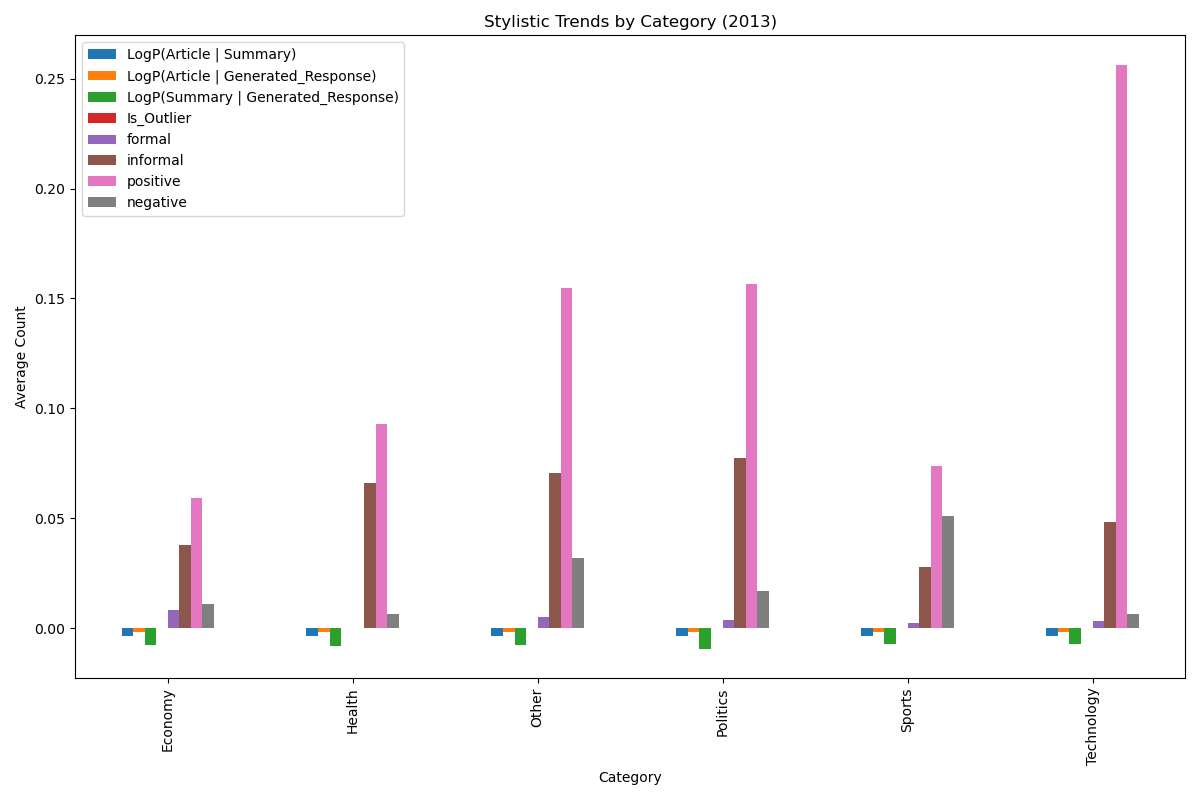 Stylistic Trends by Category (2013)
LogP(Article | Summary)
LogP(Article | Generated_Response)
LogP(Summary | Generated_Response)
Is_Outlier
formal
informal
positive
negative
Average Count
0.25
0.20
0.15
0.10
0.05
0.00
Economy
Health
Other
Politics
Sports
Technology
Category